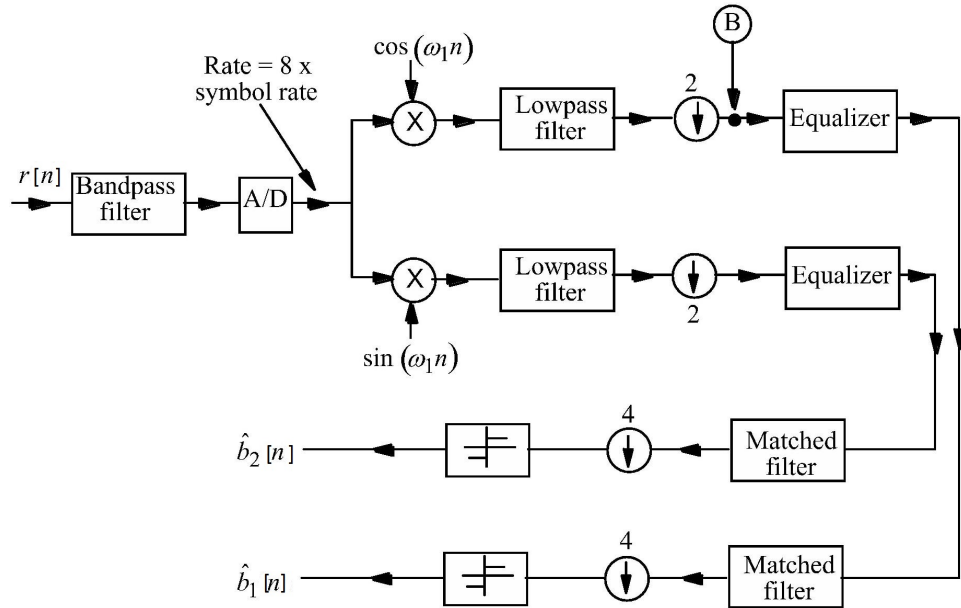 B
cos (ω₁n)
Rate = 8 x
symbol rate
X
Lowpass
filter
2
Equalizer
r[n]
Bandpass
filter
A/D
X
Lowpass
filter
2
Equalizer
sin (ω₁n)
b̂₂[n]
4
Matched
filter
b̂₁[n]
4
Matched
filter